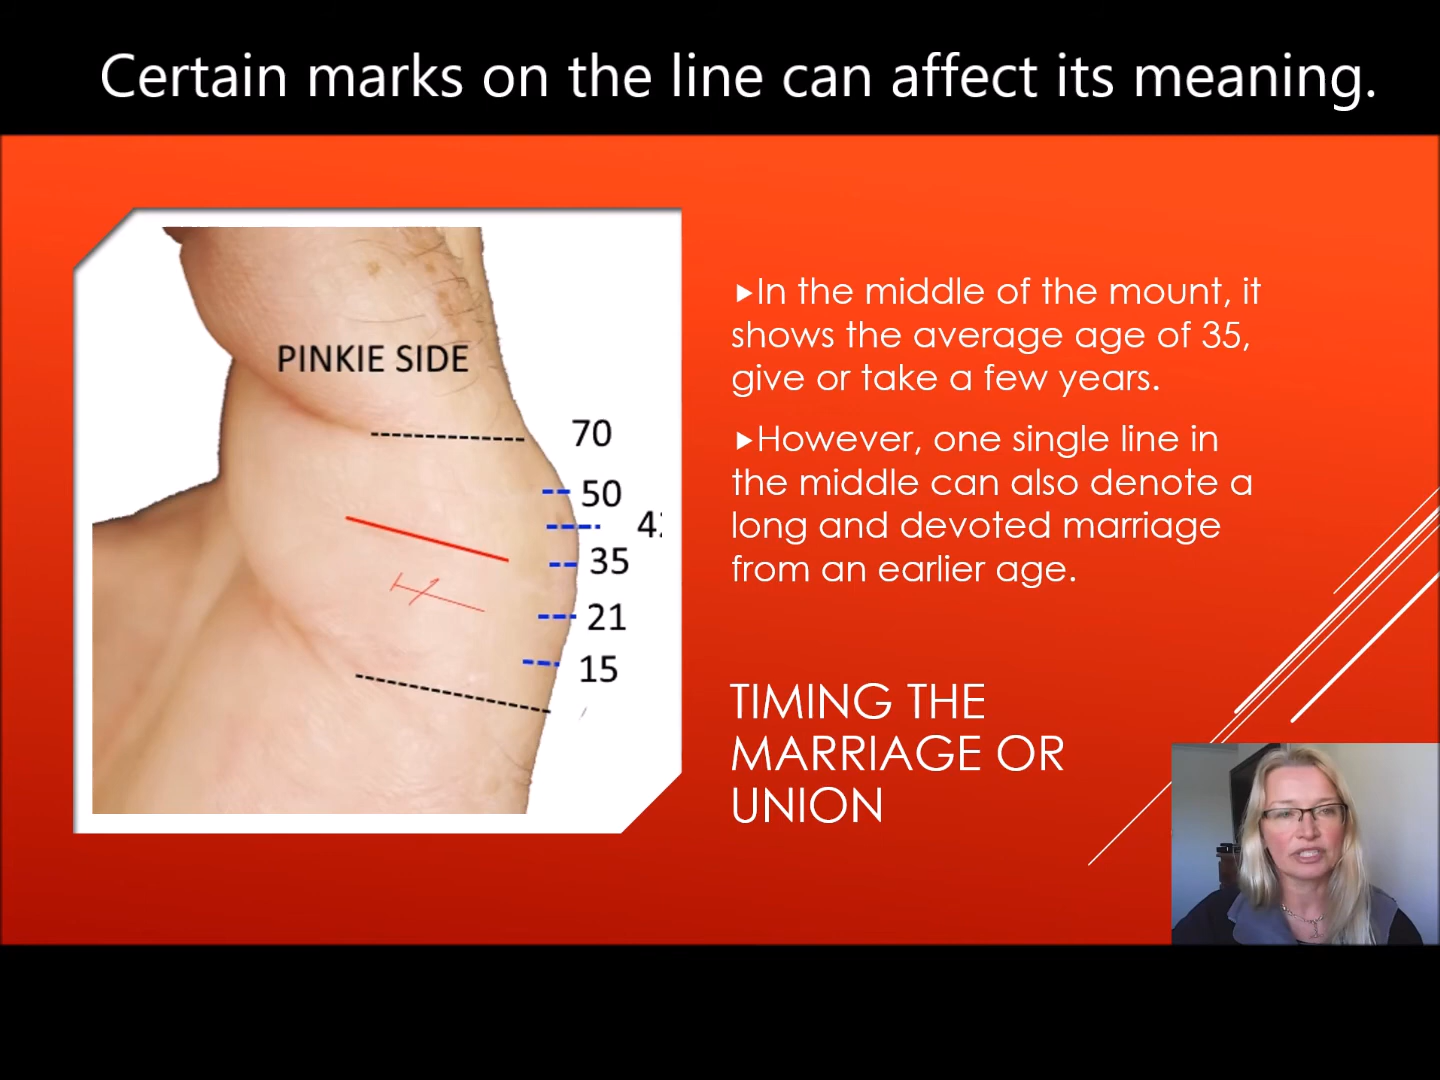 Certain marks on the line can affect its meaning.
PINKIE SIDE
70
50
35
21
15
▸In the middle of the mount, it
shows the average age of 35,
give or take a few years.
▸However, one single line in
the middle can also denote a
long and devoted marriage
from an earlier age.
TIMING THE
MARRIAGE OR
UNION